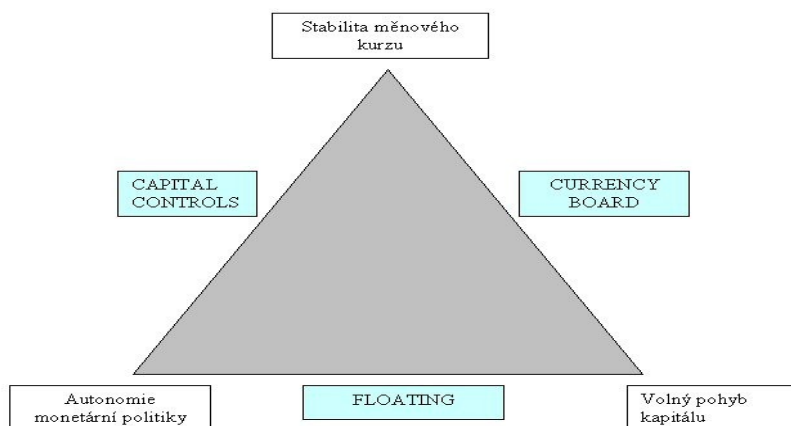 Stabilita měnového
kurzu
CAPITAL
CONTROLS
CURRENCY
BOARD
Autonomie
monetární politiky
FLOATING
Volný pohyb
kapitálu